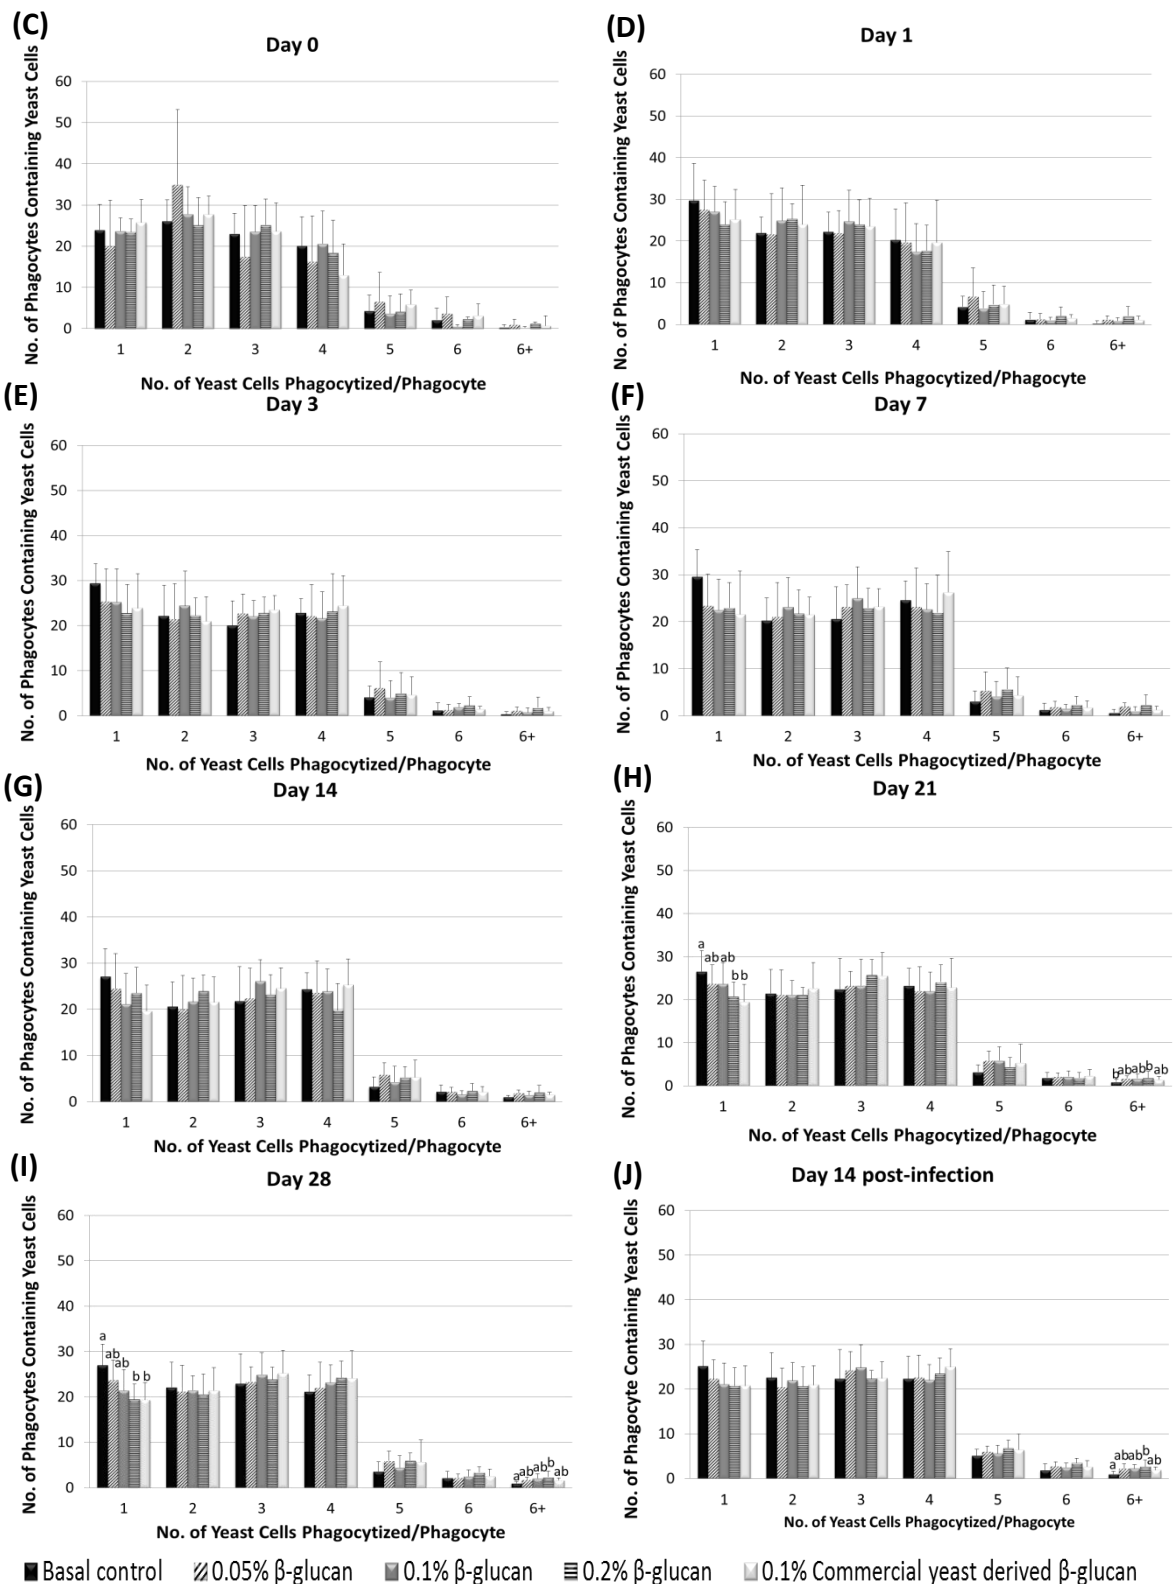 (C)
Day 0
No. of Phagocytes Containing Yeast Cells
60
50
40
30
20
10
0
1 2 3 4 5 6 6+
No. of Yeast Cells Phagocytized/Phagocyte
(D)
Day 1
No. of Phagocytes Containing Yeast Cells
60
50
40
30
20
10
0
1 2 3 4 5 6 6+
No. of Yeast Cells Phagocytized/Phagocyte
(E)
Day 3
No. of Phagocytes Containing Yeast Cells
60
50
40
30
20
10
0
1 2 3 4 5 6 6+
No. of Yeast Cells Phagocytized/Phagocyte
(F)
Day 7
No. of Phagocytes Containing Yeast Cells
60
50
40
30
20
10
0
1 2 3 4 5 6 6+
No. of Yeast Cells Phagocytized/Phagocyte
(G)
Day 14
No. of Phagocytes Containing Yeast Cells
60
50
40
30
20
10
0
1 2 3 4 5 6 6+
No. of Yeast Cells Phagocytized/Phagocyte
(H)
Day 21
No. of Phagocytes Containing Yeast Cells
60
50
40
30
20
10
0
a ab ab b b
b ab ab b ab
1 2 3 4 5 6 6+
No. of Yeast Cells Phagocytized/Phagocyte
(I)
Day 28
No. of Phagocytes Containing Yeast Cells
60
50
40
30
20
10
0
a ab ab b b
a ab ab b ab
1 2 3 4 5 6 6+
No. of Yeast Cells Phagocytized/Phagocyte
(J)
Day 14 post-infection
No. of Phagocyte Containing Yeast Cells
60
50
40
30
20
10
0
a ab ab b ab
1 2 3 4 5 6 6+
No. of Yeast Cells Phagocytized/Phagocyte
Basal control 0.05% β-glucan 0.1% β-glucan 0.2% β-glucan 0.1% Commercial yeast derived β-glucan